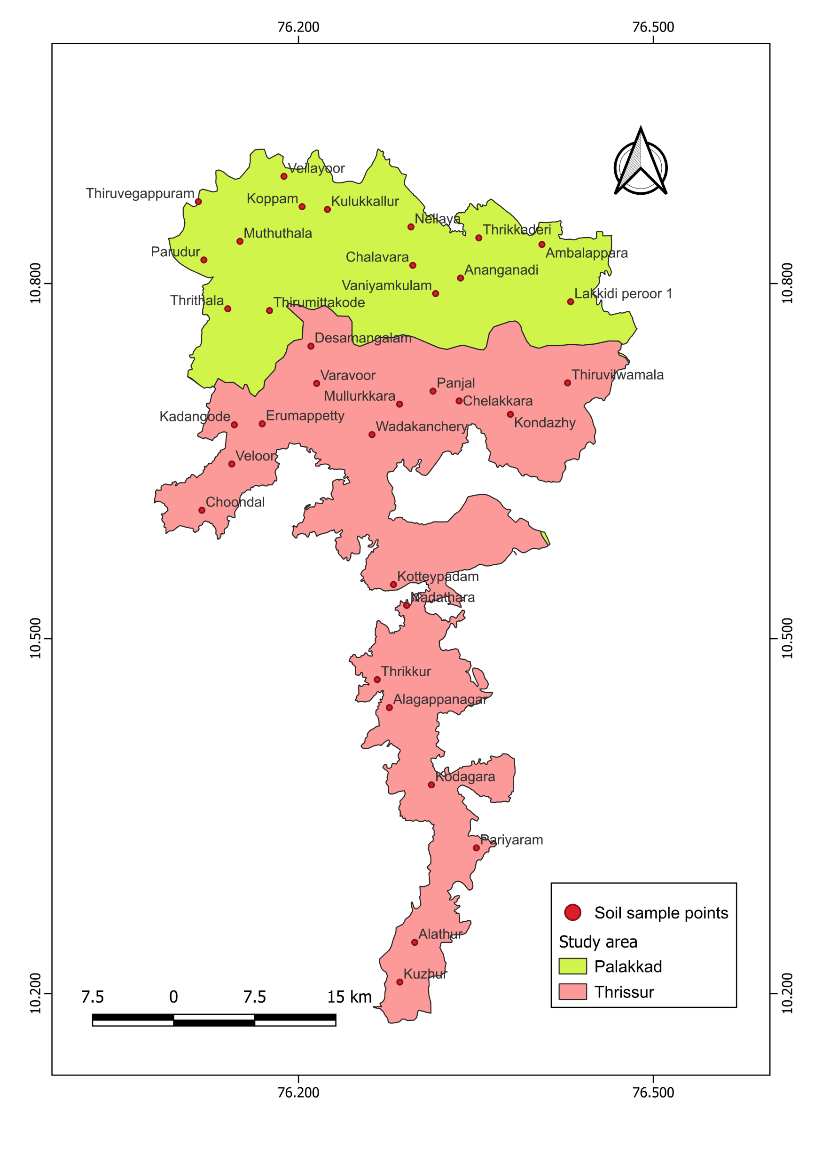 76.200 76.500
Vellayoor
Thiruvegappuram
Koppam
Kulukkallur
Nellaya
Muthuthala
Thrikkaderi
Parudur
Chalavara
Ambalappara
Ananganadi
10.800 10.800
Vaniyamkulam
Lakkidi peroor 1
Thrithala
Thirumittakode
Desamangalam
Varavoor
Thiruvilwamala
Panjal
Mullurkkara
Chelakkara
Kadangode
Erumappetty
Kondazhy
Wadakanchery
Veloor
Choondal
Kotteypadam
Nadathara
10.500 10.500
Thrikkur
Alagappanagar
Kodagara
Pariyaram
Soil sample points
Alathur
Study area
Palakkad
Kuzhur
Thrissur
7.5 0 7.5 15 km
10.200 10.200
76.200 76.500